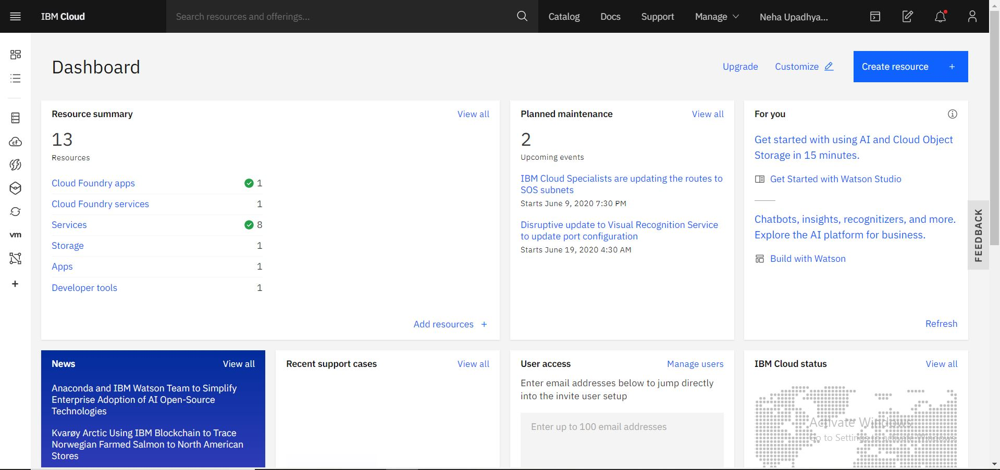 IBM Cloud
Search resources and offerings...
Catalog
Docs
Support
Manage
Neha Upadhya...
Dashboard
Upgrade
Customize
Create resource +
Resource summary
View all
13
Resources
Cloud Foundry apps 1
Cloud Foundry services 1
Services 8
Storage 1
Apps 1
Developer tools 1
Add resources +
Planned maintenance
View all
2
Upcoming events
IBM Cloud Specialists are updating the routes to
SOS subnets
Starts June 9, 2020 7:30 PM
Disruptive update to Visual Recognition Service
to update port configuration
Starts June 19, 2020 4:30 AM
For you
Get started with using AI and Cloud Object
Storage in 15 minutes.
Get Started with Watson Studio
Chatbots, insights, recognitizers, and more.
Explore the AI platform for business.
Build with Watson
Refresh
FEEDBACK
cf
vm
+
News
View all
Anaconda and IBM Watson Team to Simplify
Enterprise Adoption of AI Open-Source
Technologies
Kvarøy Arctic Using IBM Blockchain to Trace
Norwegian Farmed Salmon to North American
Stores
Recent support cases
View all
User access
Manage users
Enter email addresses below to jump directly
into the invite user setup
Enter up to 100 email addresses
IBM Cloud status
View all
Activate Windows
Go to Settings to activate Windows.